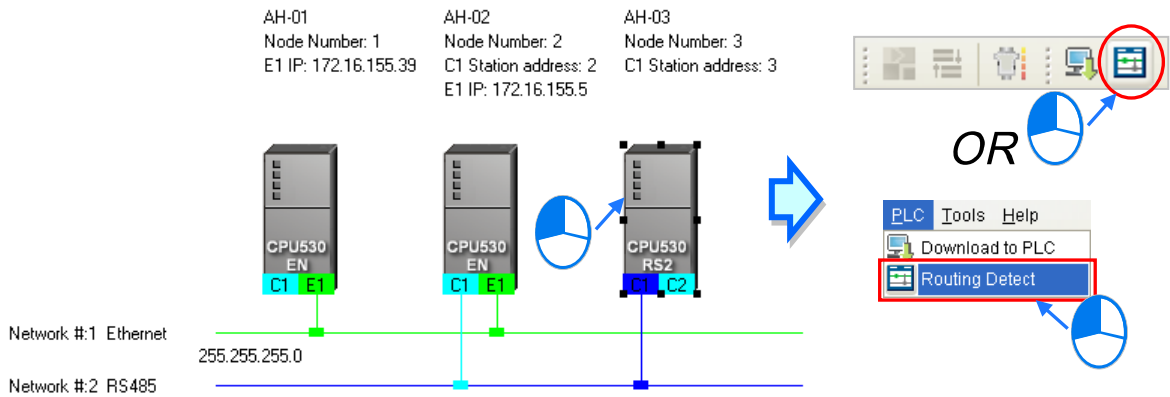 AH-01
Node Number: 1
E1 IP: 172.16.155.39
AH-02
Node Number: 2
C1 Station address: 2
E1 IP: 172.16.155.5
AH-03
Node Number: 3
C1 Station address: 3
CPU530
EN
C1 E1
CPU530
EN
C1 E1
CPU530
RS2
C1 C2
Network #:1 Ethernet
255.255.255.0
Network #:2 RS485
OR
PLC Tools Help
Download to PLC
Routing Detect